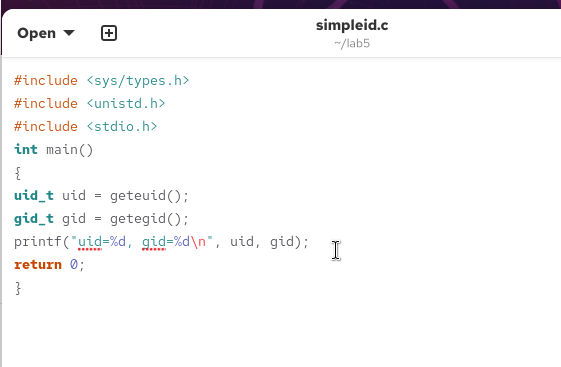 Open
simpleid.c
~/lab5
#include <sys/types.h>
#include <unistd.h>
#include <stdio.h>
int main()
{
uid_t uid = geteuid();
gid_t gid = getegid();
printf("uid=%d, gid=%d\n", uid, gid);
return 0;
}